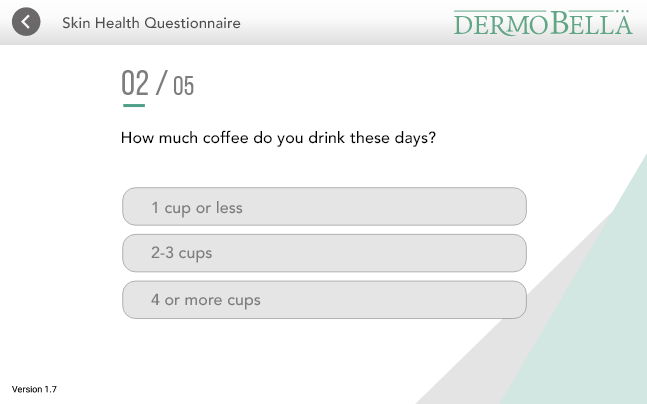 Skin Health Questionnaire
DERMOBELLA
02 / 05
How much coffee do you drink these days?
1 cup or less
2-3 cups
4 or more cups
Version 1.7